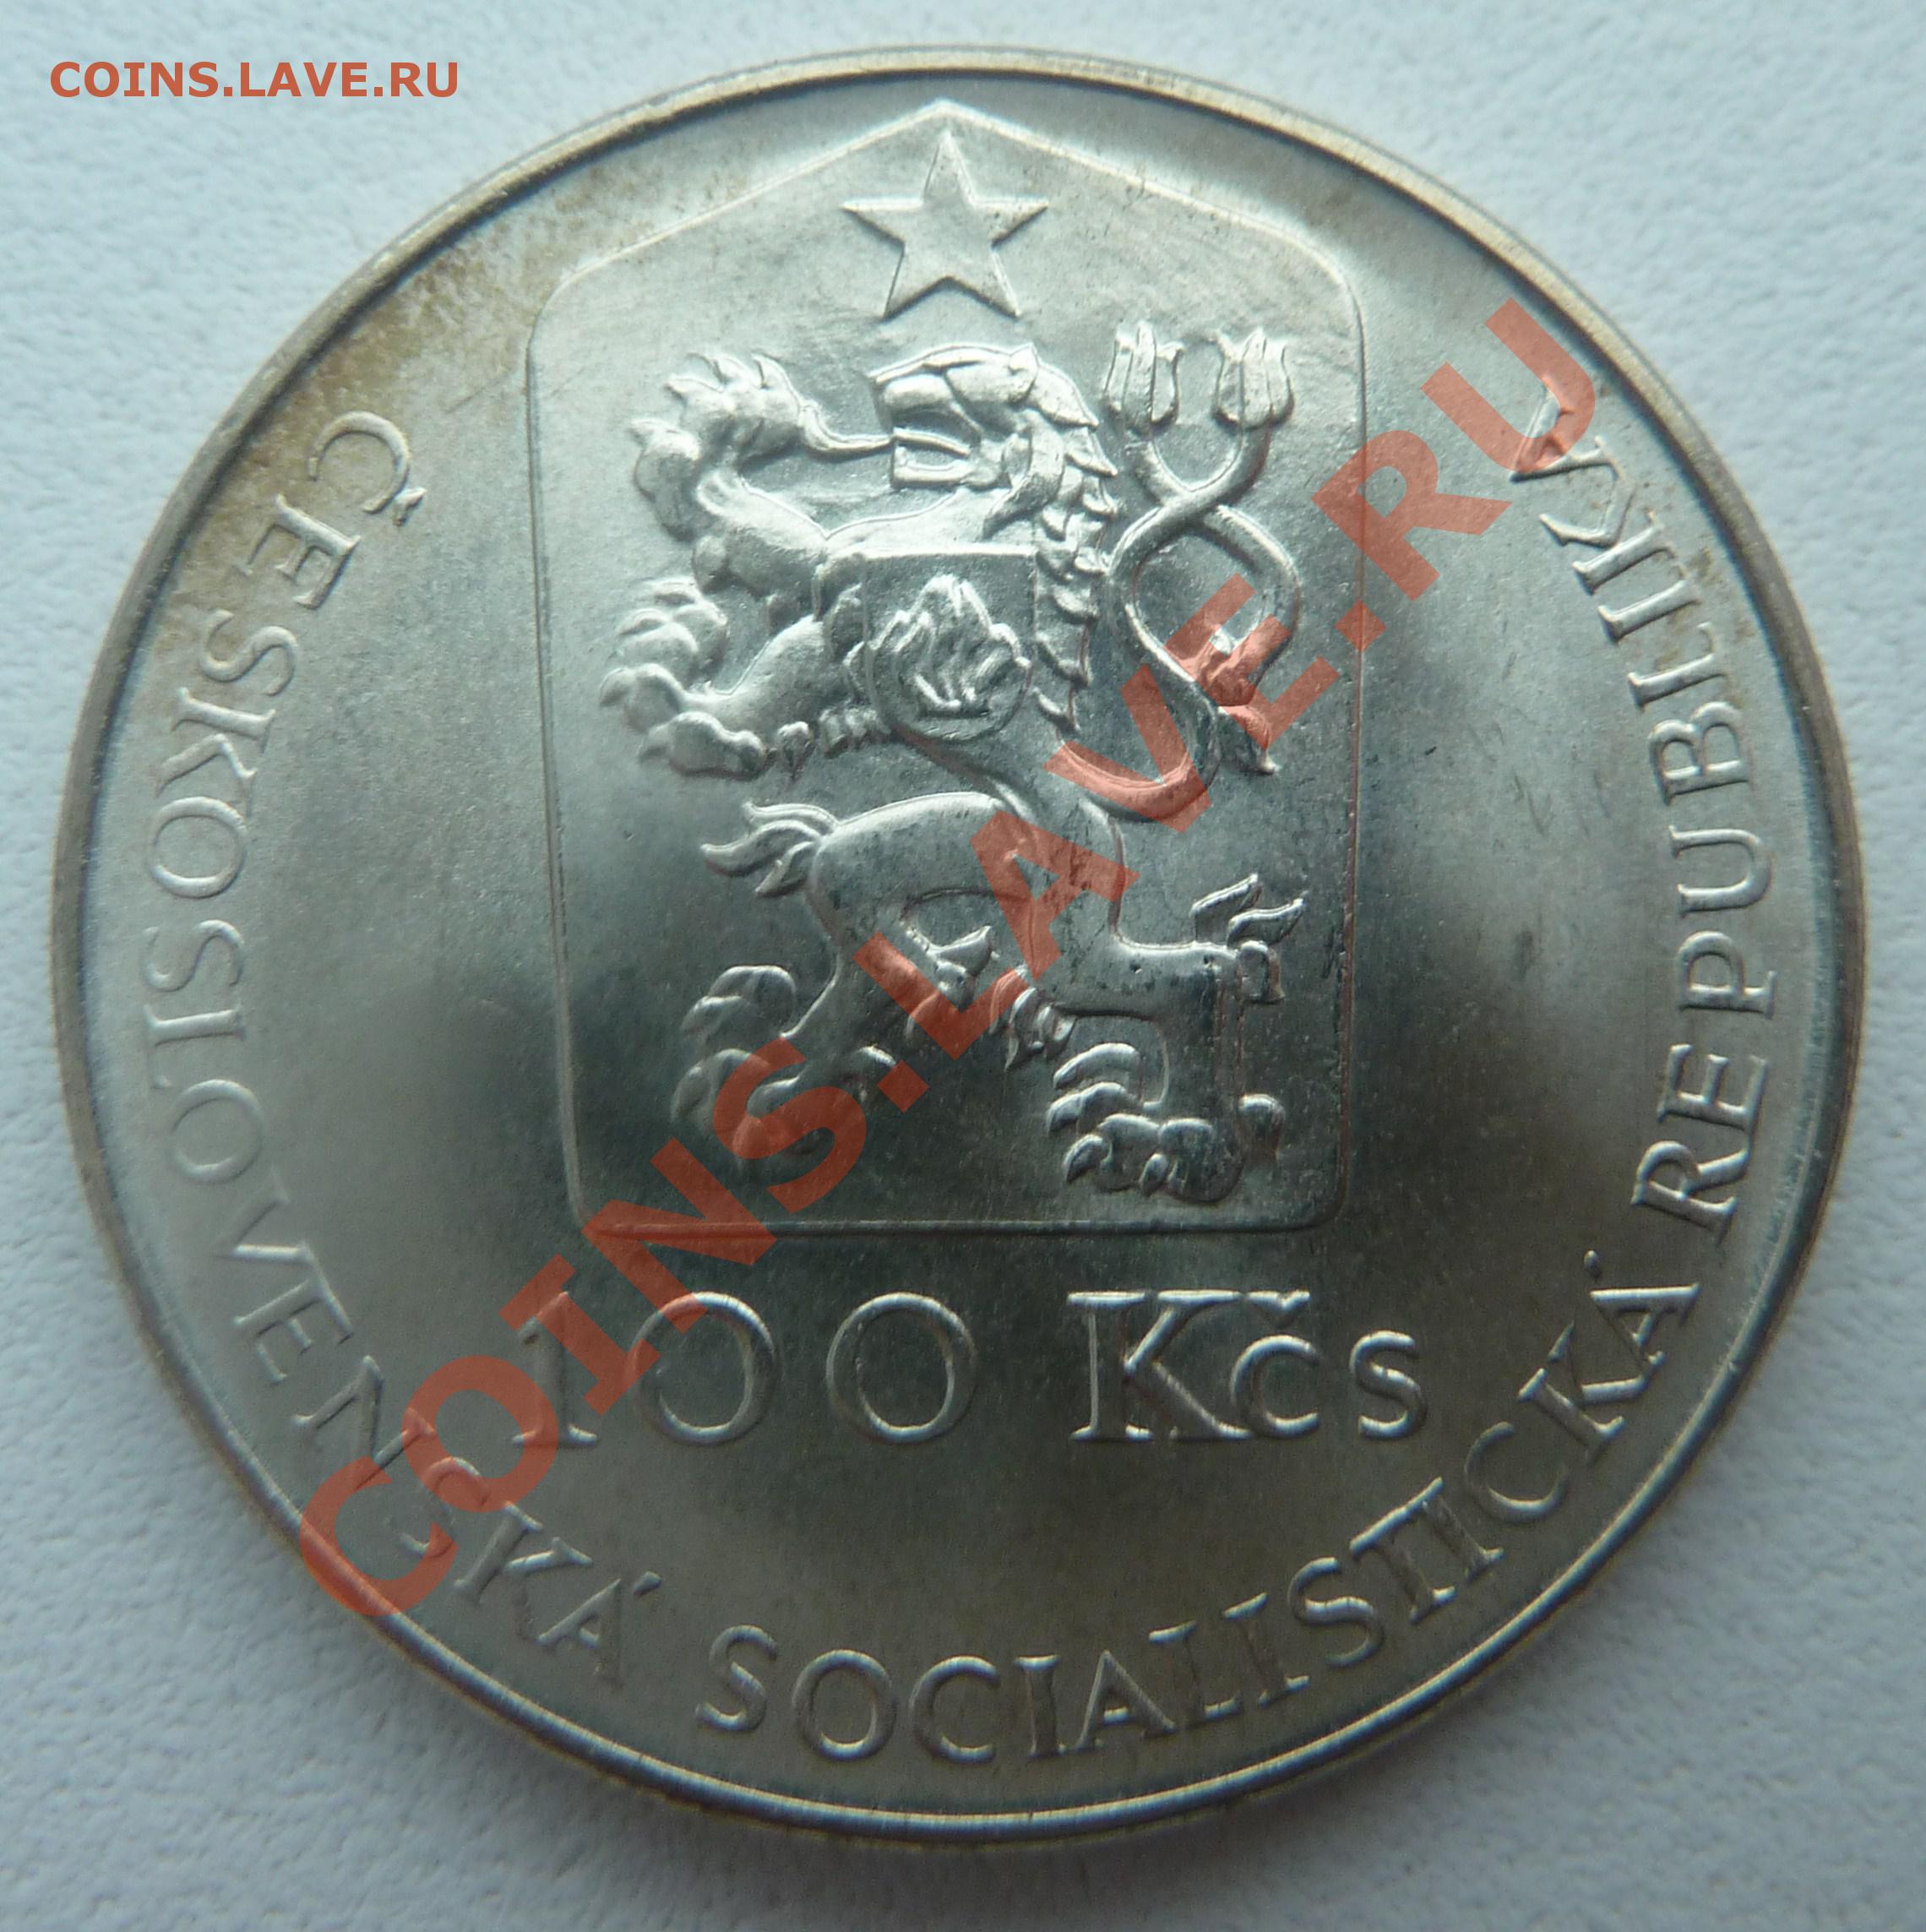 COINS.LAVE.RU
ČESKOSLOVENSKÁ SOCIALISTICKÁ REPUBLIKA
100 Kčs
COINS.LAVE.RU